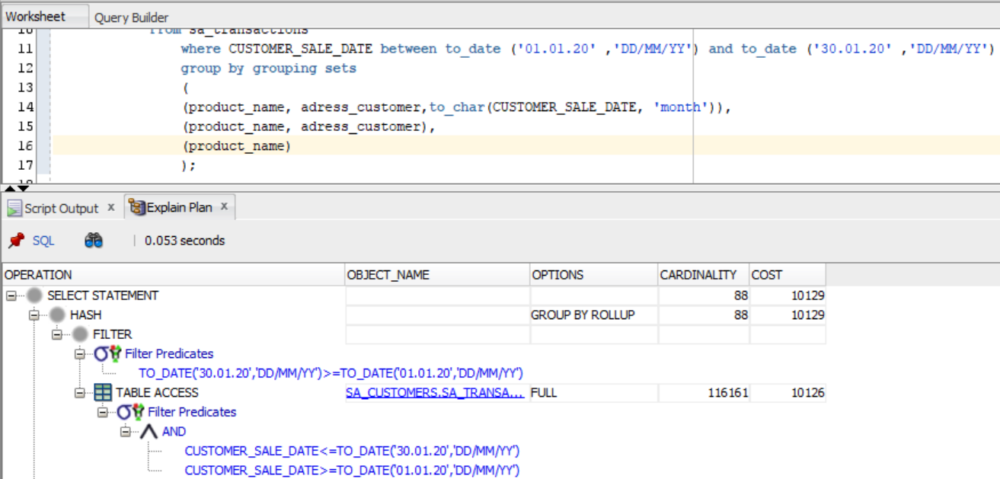 Worksheet Query Builder
10 from sa_transactions
11 where CUSTOMER_SALE_DATE between to_date ('01.01.20' ,'DD/MM/YY') and to_date ('30.01.20' ,'DD/MM/YY')
12 group by grouping sets
13 (
14 (product_name, adress_customer,to_char(CUSTOMER_SALE_DATE, 'month')),
15 (product_name, adress_customer),
16 (product_name)
17 );
18
Script Output x Explain Plan x
SQL | 0.053 seconds
OPERATION OBJECT_NAME OPTIONS CARDINALITY COST
SELECT STATEMENT 88 10129
HASH GROUP BY ROLLUP 88 10129
FILTER
Filter Predicates
TO_DATE('30.01.20','DD/MM/YY')>=TO_DATE('01.01.20','DD/MM/YY')
TABLE ACCESS SA_CUSTOMERS.SA_TRANSA... FULL 116161 10126
Filter Predicates
AND
CUSTOMER_SALE_DATE<=TO_DATE('30.01.20','DD/MM/YY')
CUSTOMER_SALE_DATE>=TO_DATE('01.01.20','DD/MM/YY')